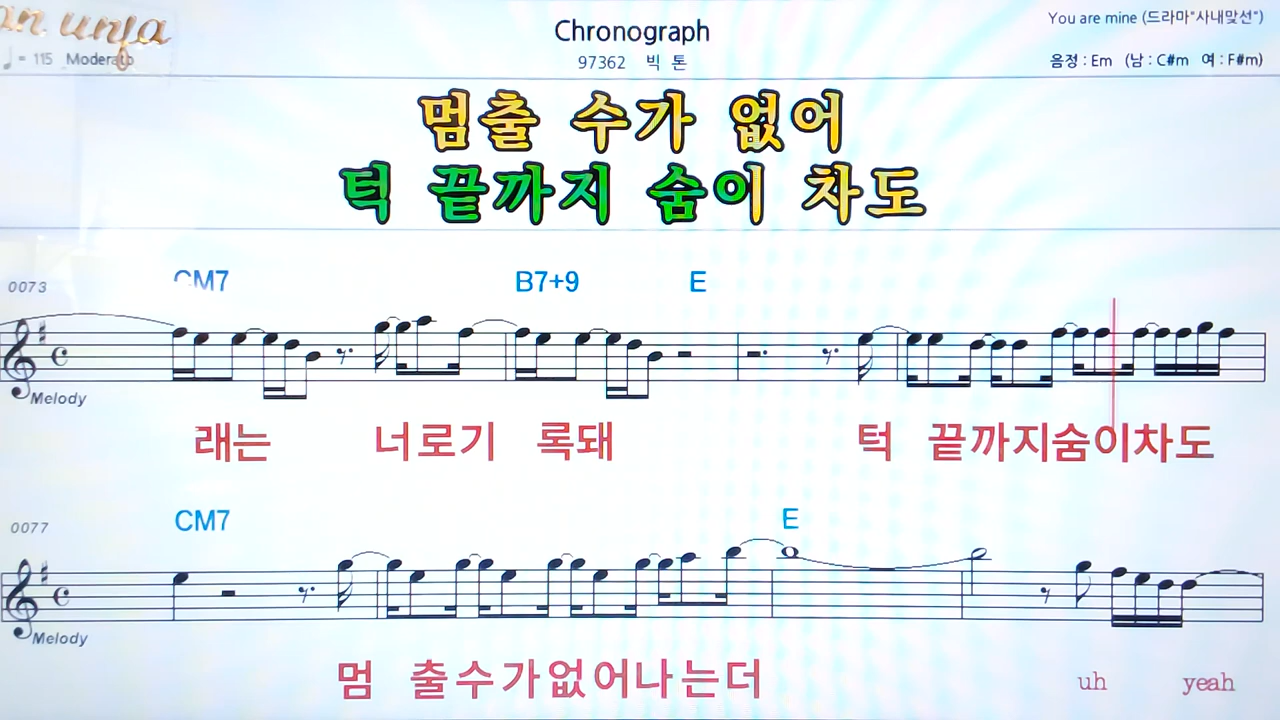 Chronograph
You are mine (드라마"사내맞선")
♩= 115 Moderato
97362 빅 톤
음정 : Em (남 : C#m 여 : F#m)
멈출 수가 없어
턱 끝까지 숨이 차도
0073
CM7 B7+9 E
Melody
래는 너로기 록돼 턱 끝까지숨이차도
0077
CM7 E
Melody
멈 출수가없어나는더 uh yeah